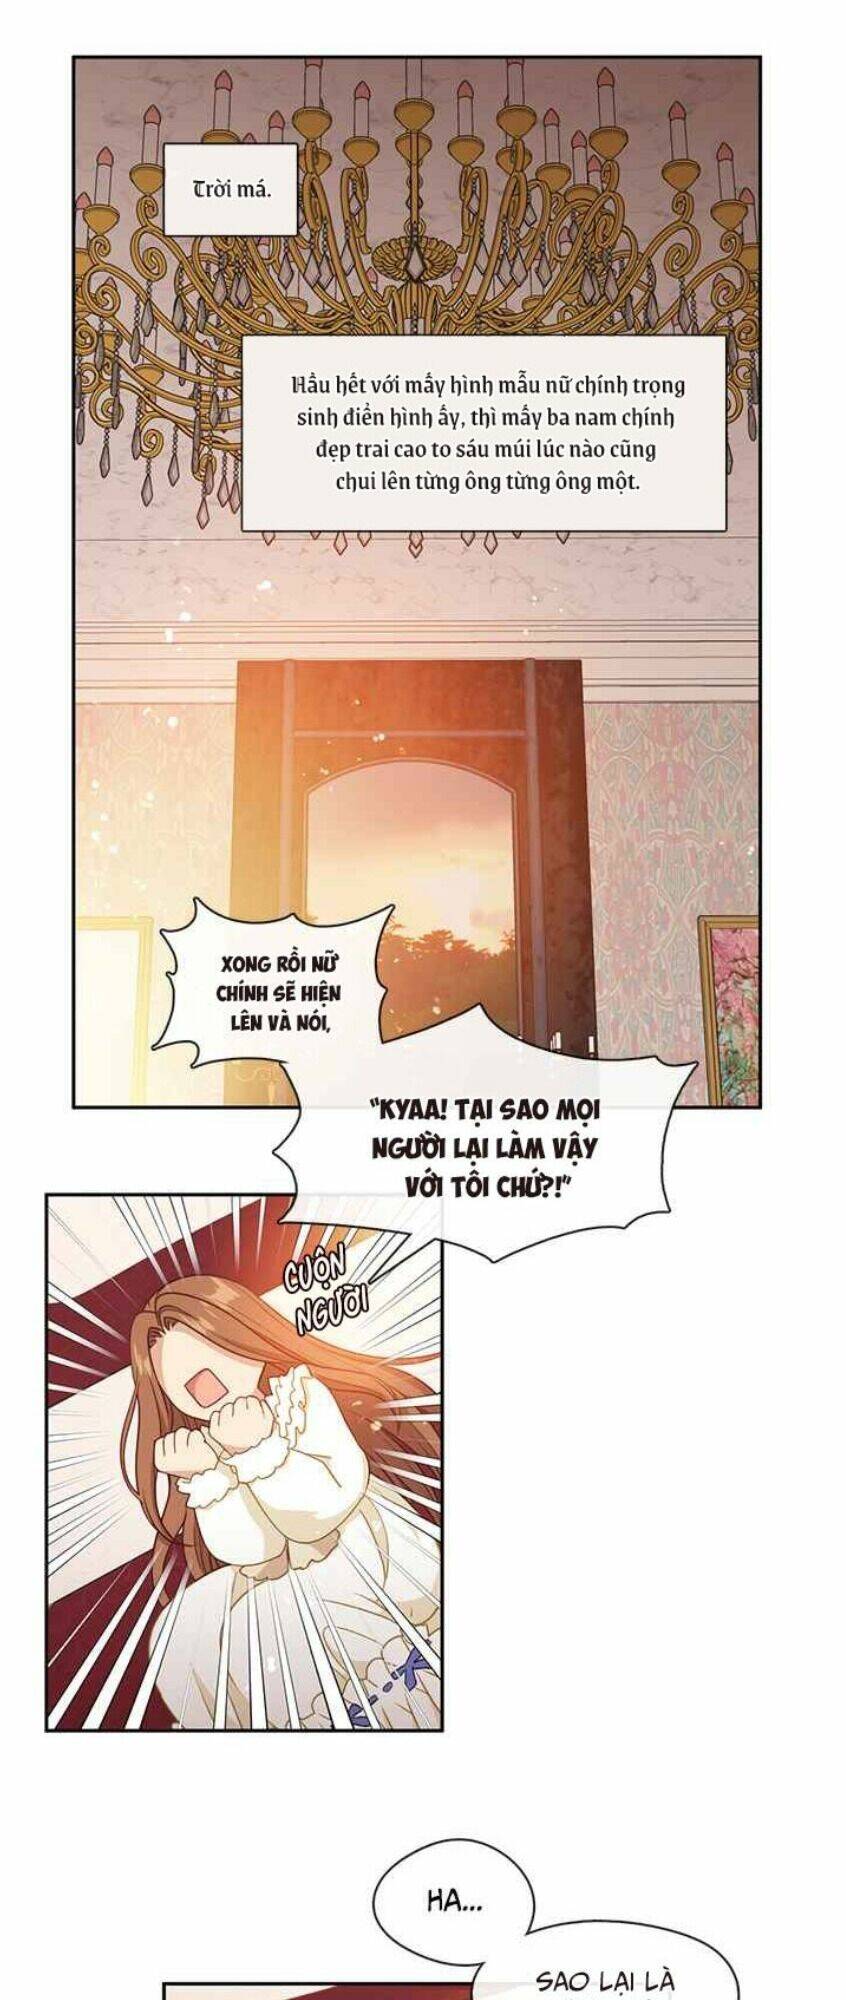 Trời má.
Hầu hết với mấy hình mẫu nữ chính trọng
sinh điển hình ấy, thì mấy ba nam chính
đẹp trai cao to sáu múi lúc nào cũng
chui lên từng ông từng ông một.
XONG RỒI NỮ
CHÍNH SẼ HIỆN
LÊN VÀ NÓI,
"KYAA! TẠI SAO MỌI
NGƯỜI LẠI LÀM VẬY
VỚI TÔI CHỨ?!"
CUỘN
NGƯỜI
HA...
SAO LẠI LÀ